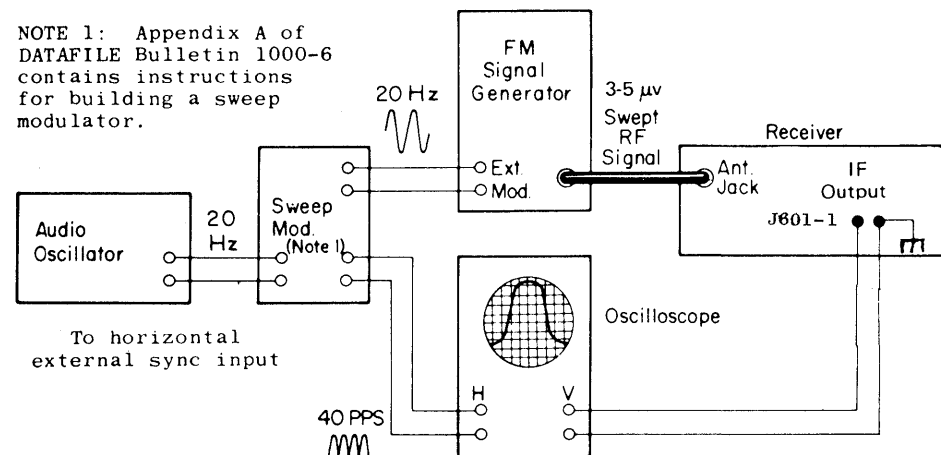 NOTE 1: Appendix A of
DATAFILE Bulletin 1000-6
contains instructions
for building a sweep
modulator.
20 Hz
FM
Signal
Generator
Ext.
Mod.
3-5 µv
Swept
RF
Signal
Receiver
Ant.
Jack
IF
Output
J601-1
Audio
Oscillator
20
Hz
Sweep
Mod.
(Note 1)
To horizontal
external sync input
40 PPS
H
V
Oscilloscope